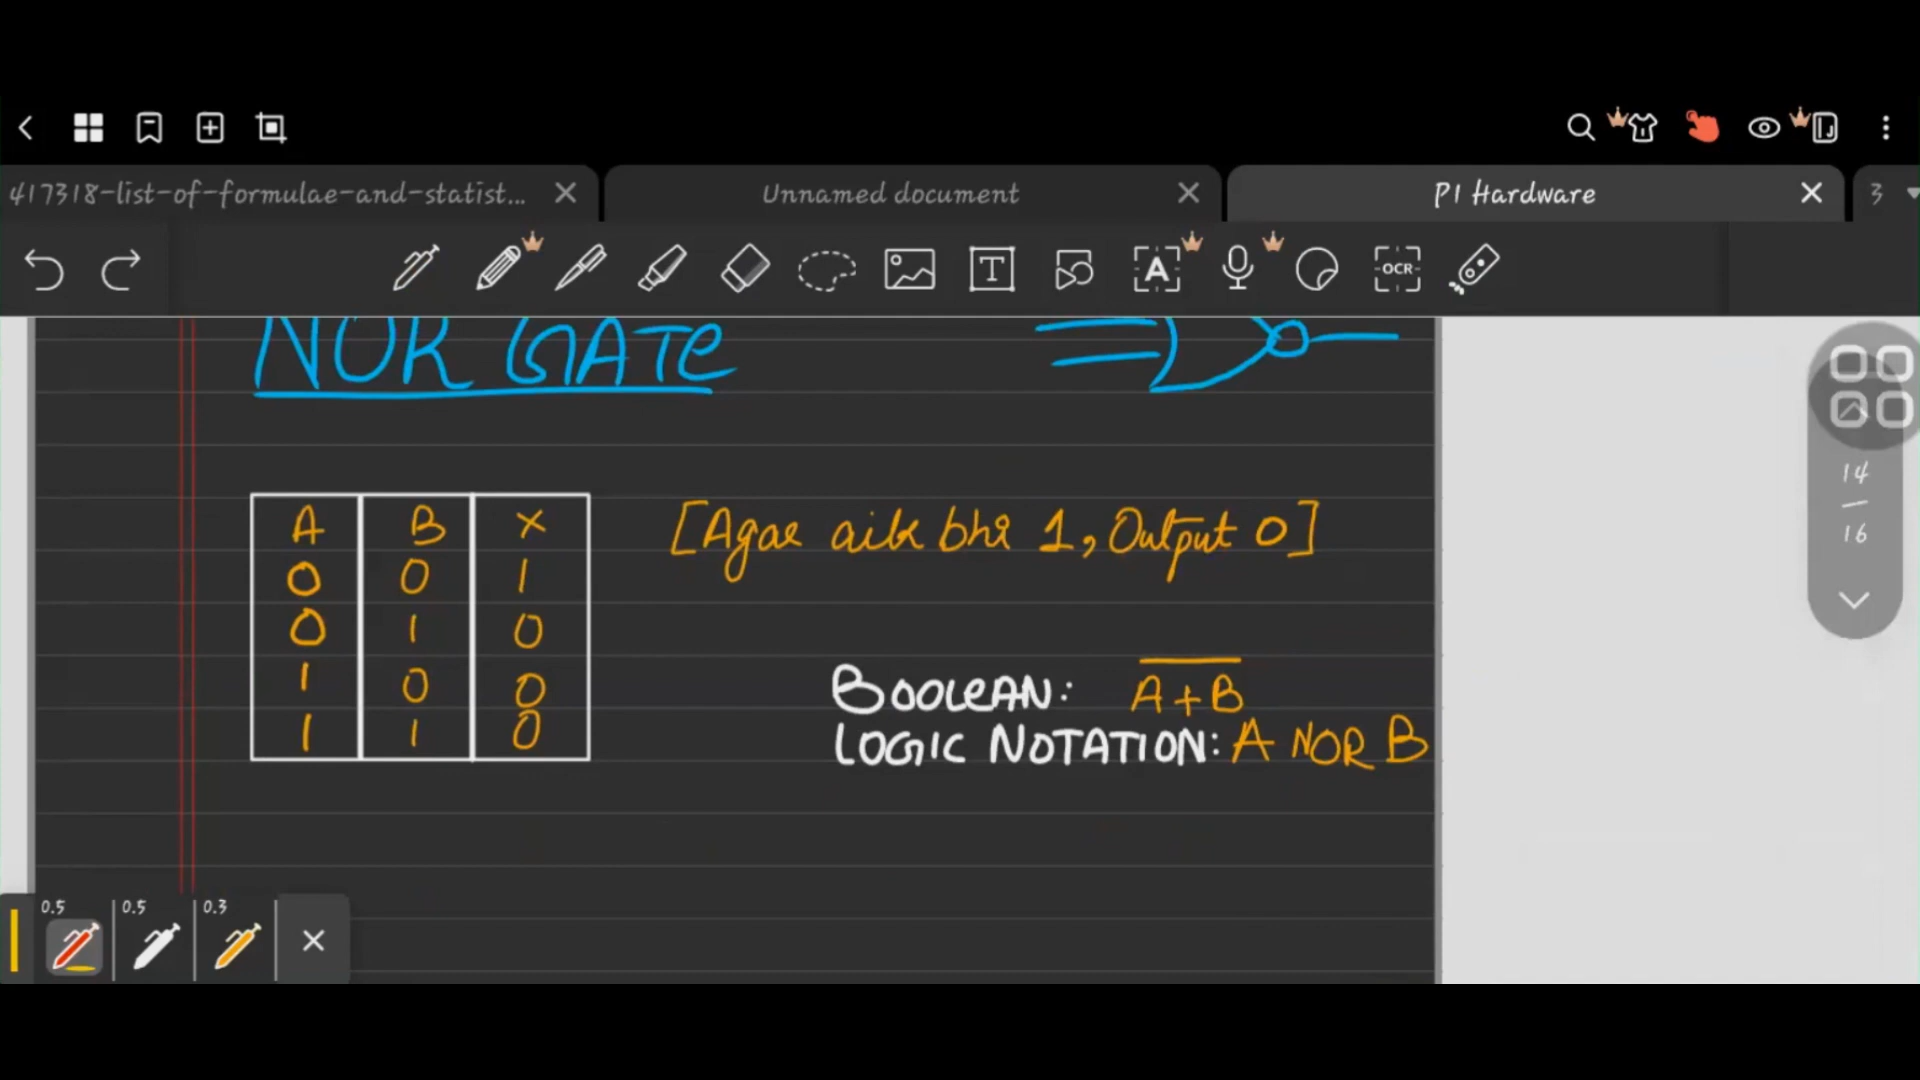 417318-list-of-formulae-and-statist...
Unnamed document
P1 Hardware
3
T
A
OCR
NOR GATE
A B X
0 0 1
0 1 0
1 0 0
1 1 0
[Agar aik bhi 1, Output 0]
BOOLEAN: A̅+̅B̅
LOGIC NOTATION: A NOR B
14
16
0.5 0.5 0.3